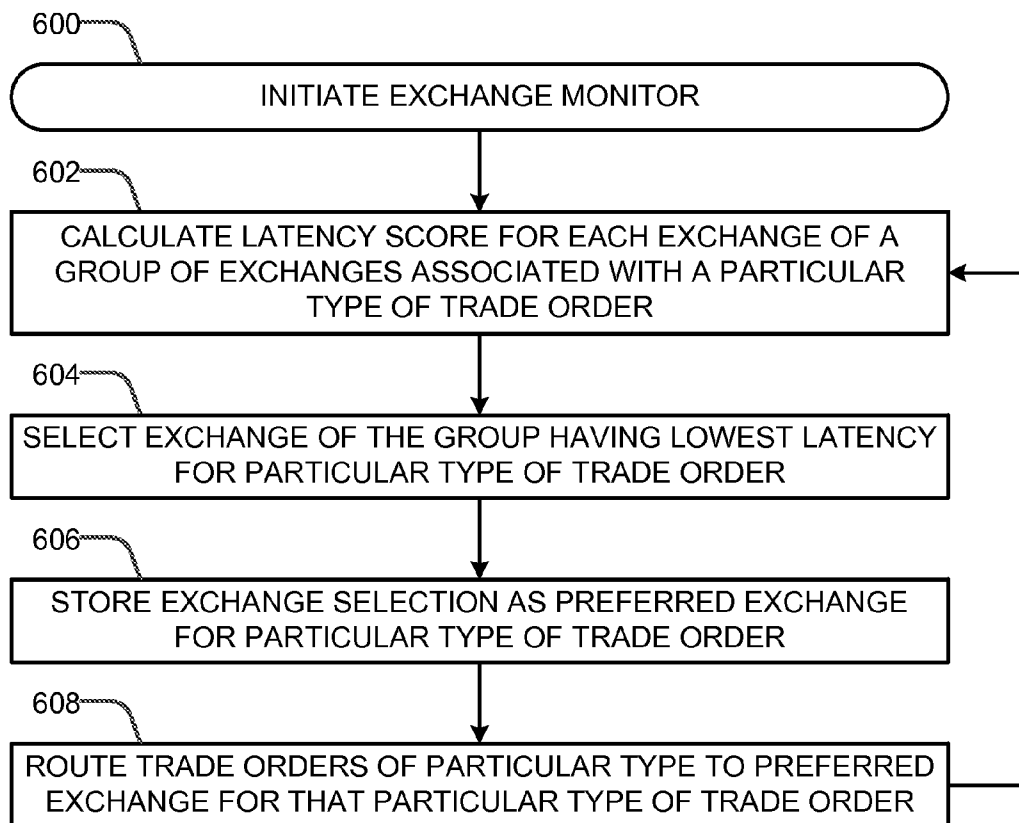 600
INITIATE EXCHANGE MONITOR
602
CALCULATE LATENCY SCORE FOR EACH EXCHANGE OF A
GROUP OF EXCHANGES ASSOCIATED WITH A PARTICULAR
TYPE OF TRADE ORDER
604
SELECT EXCHANGE OF THE GROUP HAVING LOWEST LATENCY
FOR PARTICULAR TYPE OF TRADE ORDER
606
STORE EXCHANGE SELECTION AS PREFERRED EXCHANGE
FOR PARTICULAR TYPE OF TRADE ORDER
608
ROUTE TRADE ORDERS OF PARTICULAR TYPE TO PREFERRED
EXCHANGE FOR THAT PARTICULAR TYPE OF TRADE ORDER